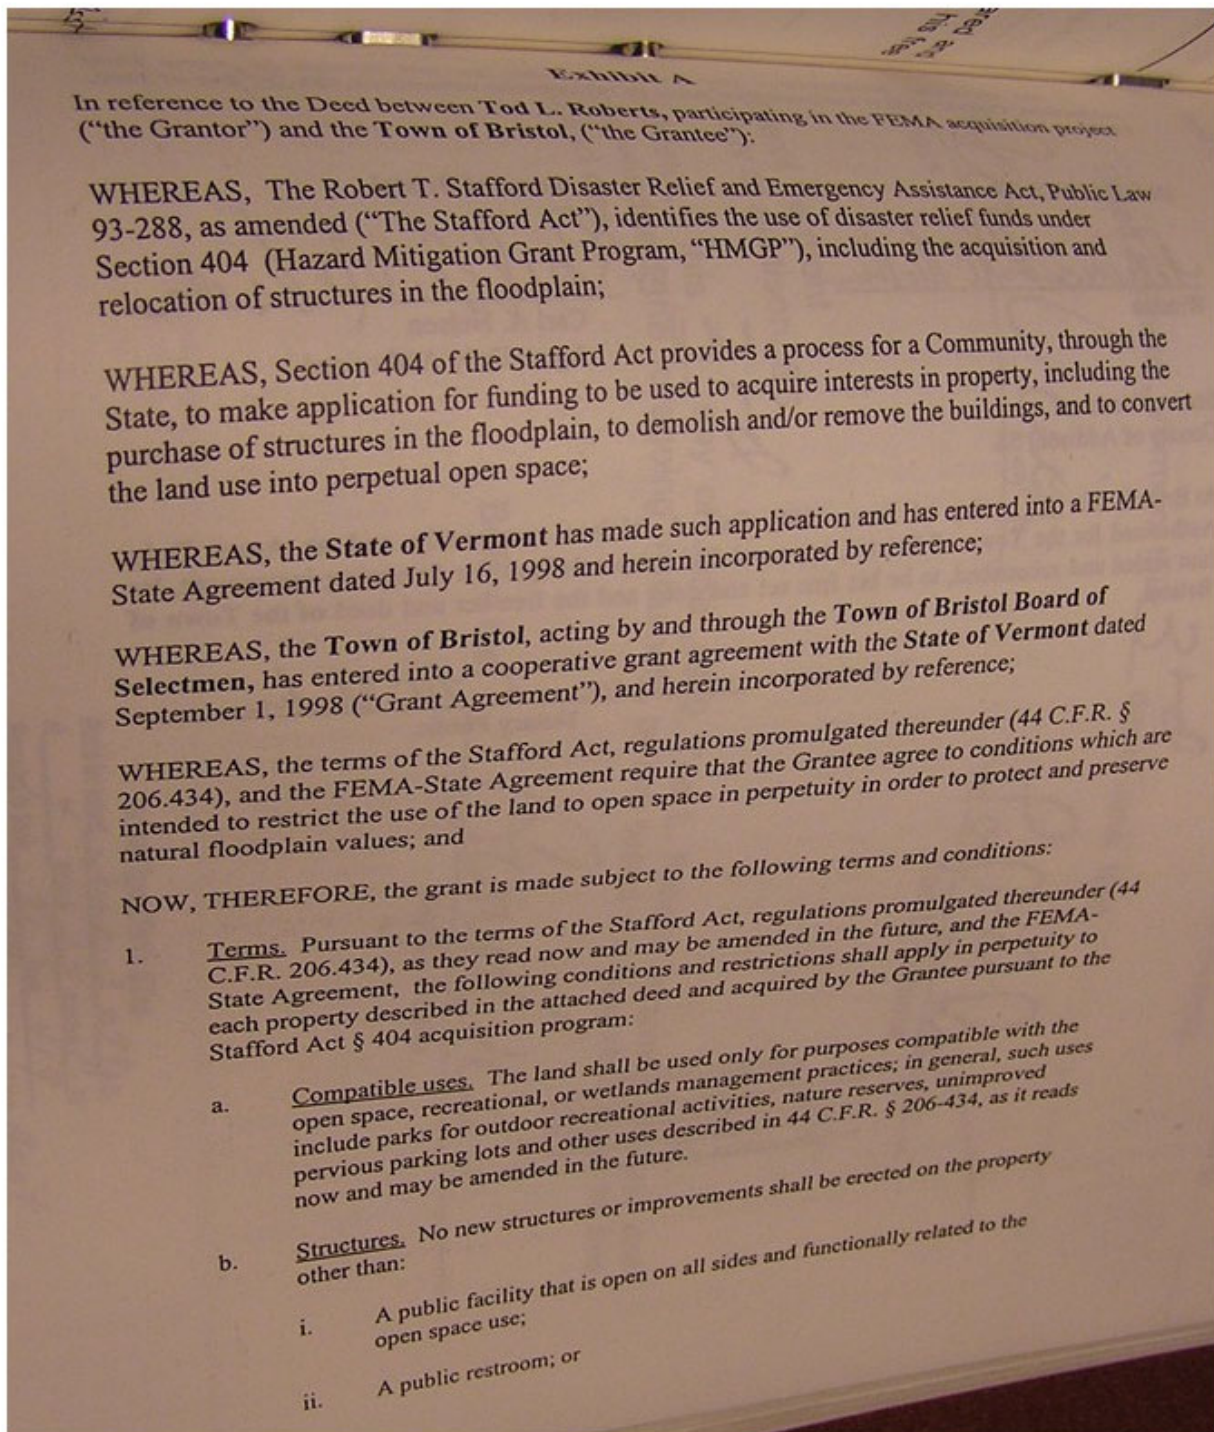 ared and
his free
Exhibit A
In reference to the Deed between Tod L. Roberts, participating in the FEMA acquisition project
("the Grantor") and the Town of Bristol, ("the Grantee"):
WHEREAS, The Robert T. Stafford Disaster Relief and Emergency Assistance Act, Public Law
93-288, as amended ("The Stafford Act"), identifies the use of disaster relief funds under
Section 404 (Hazard Mitigation Grant Program, "HMGP"), including the acquisition and
relocation of structures in the floodplain;
WHEREAS, Section 404 of the Stafford Act provides a process for a Community, through the
State, to make application for funding to be used to acquire interests in property, including the
purchase of structures in the floodplain, to demolish and/or remove the buildings, and to convert
the land use into perpetual open space;
WHEREAS, the State of Vermont has made such application and has entered into a FEMA-
State Agreement dated July 16, 1998 and herein incorporated by reference;
WHEREAS, the Town of Bristol, acting by and through the Town of Bristol Board of
Selectmen, has entered into a cooperative grant agreement with the State of Vermont dated
September 1, 1998 ("Grant Agreement"), and herein incorporated by reference;
WHEREAS, the terms of the Stafford Act, regulations promulgated thereunder (44 C.F.R. §
206.434), and the FEMA-State Agreement require that the Grantee agree to conditions which are
intended to restrict the use of the land to open space in perpetuity in order to protect and preserve
natural floodplain values; and
NOW, THEREFORE, the grant is made subject to the following terms and conditions:
1. Terms. Pursuant to the terms of the Stafford Act, regulations promulgated thereunder (44
C.F.R. 206.434), as they read now and may be amended in the future, and the FEMA-
State Agreement, the following conditions and restrictions shall apply in perpetuity to
each property described in the attached deed and acquired by the Grantee pursuant to the
Stafford Act § 404 acquisition program:
a. Compatible uses. The land shall be used only for purposes compatible with the
open space, recreational, or wetlands management practices; in general, such uses
include parks for outdoor recreational activities, nature reserves, unimproved
pervious parking lots and other uses described in 44 C.F.R. § 206-434, as it reads
now and may be amended in the future.
b. Structures. No new structures or improvements shall be erected on the property
other than:
i. A public facility that is open on all sides and functionally related to the
open space use;
ii. A public restroom; or